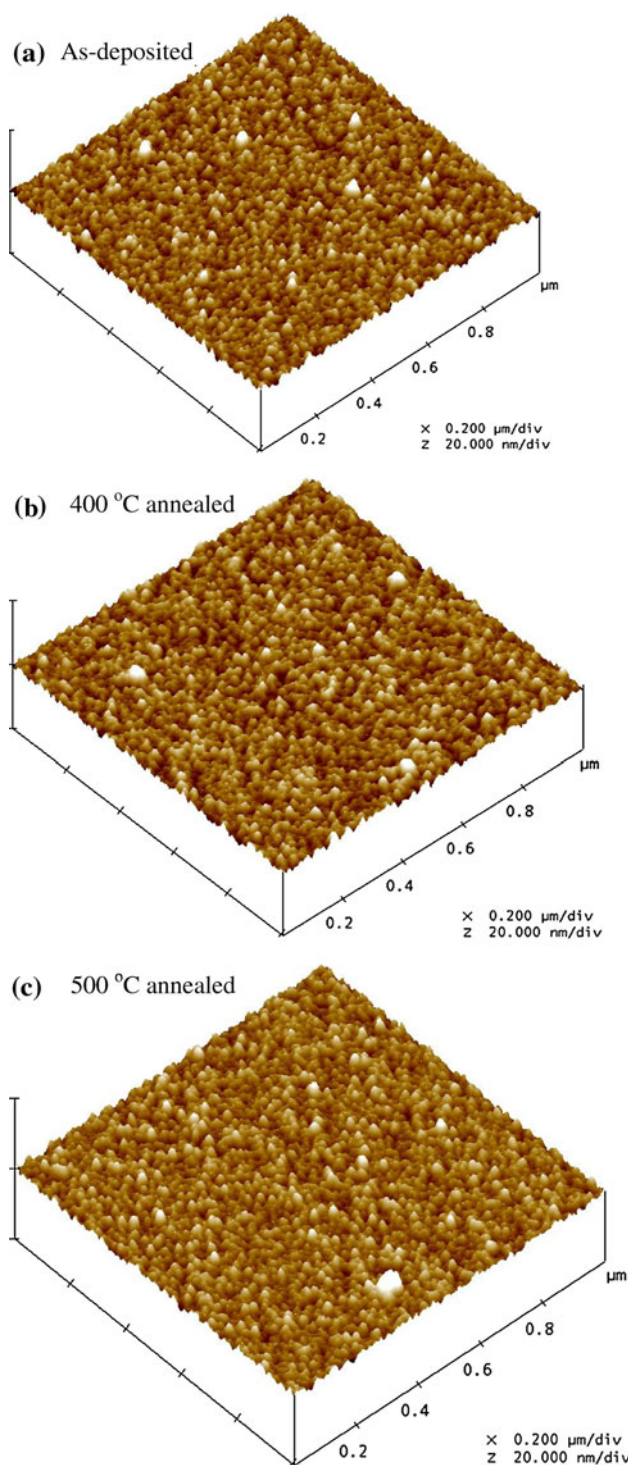 (a) As-deposited
µm
0.8
0.6
0.4
0.2
X 0.200 µm/div
Z 20.000 nm/div
(b) 400 °C annealed
µm
0.8
0.6
0.4
0.2
X 0.200 µm/div
Z 20.000 nm/div
(c) 500 °C annealed
µm
0.8
0.6
0.4
0.2
X 0.200 µm/div
Z 20.000 nm/div